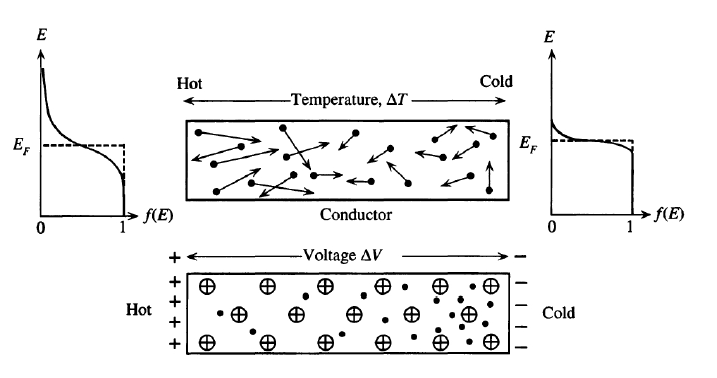 E
E
Hot
Cold
Temperature, ΔT
E_F
E_F
0
1
f(E)
Conductor
0
1
f(E)
+
Voltage ΔV
−
+ ⊕ ⊕ ⊕ ⊕ ⊕ ⊕ −
+ −
Hot
⊕ ⊕ ⊕ ⊕ ⊕
Cold
+ −
+ ⊕ ⊕ ⊕ ⊕ ⊕ ⊕ −